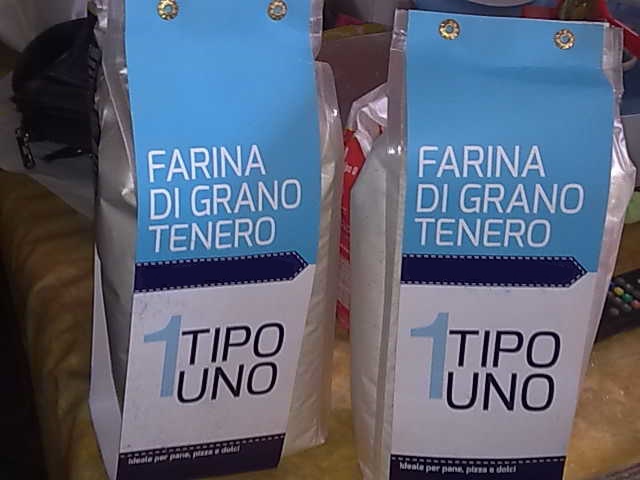 FARINA
DI GRANO
TENERO
1 TIPO
UNO
Ideale per pane, pizza e dolci
FARINA
DI GRANO
TENERO
1 TIPO
UNO
Ideale per pane, pizza e dolci